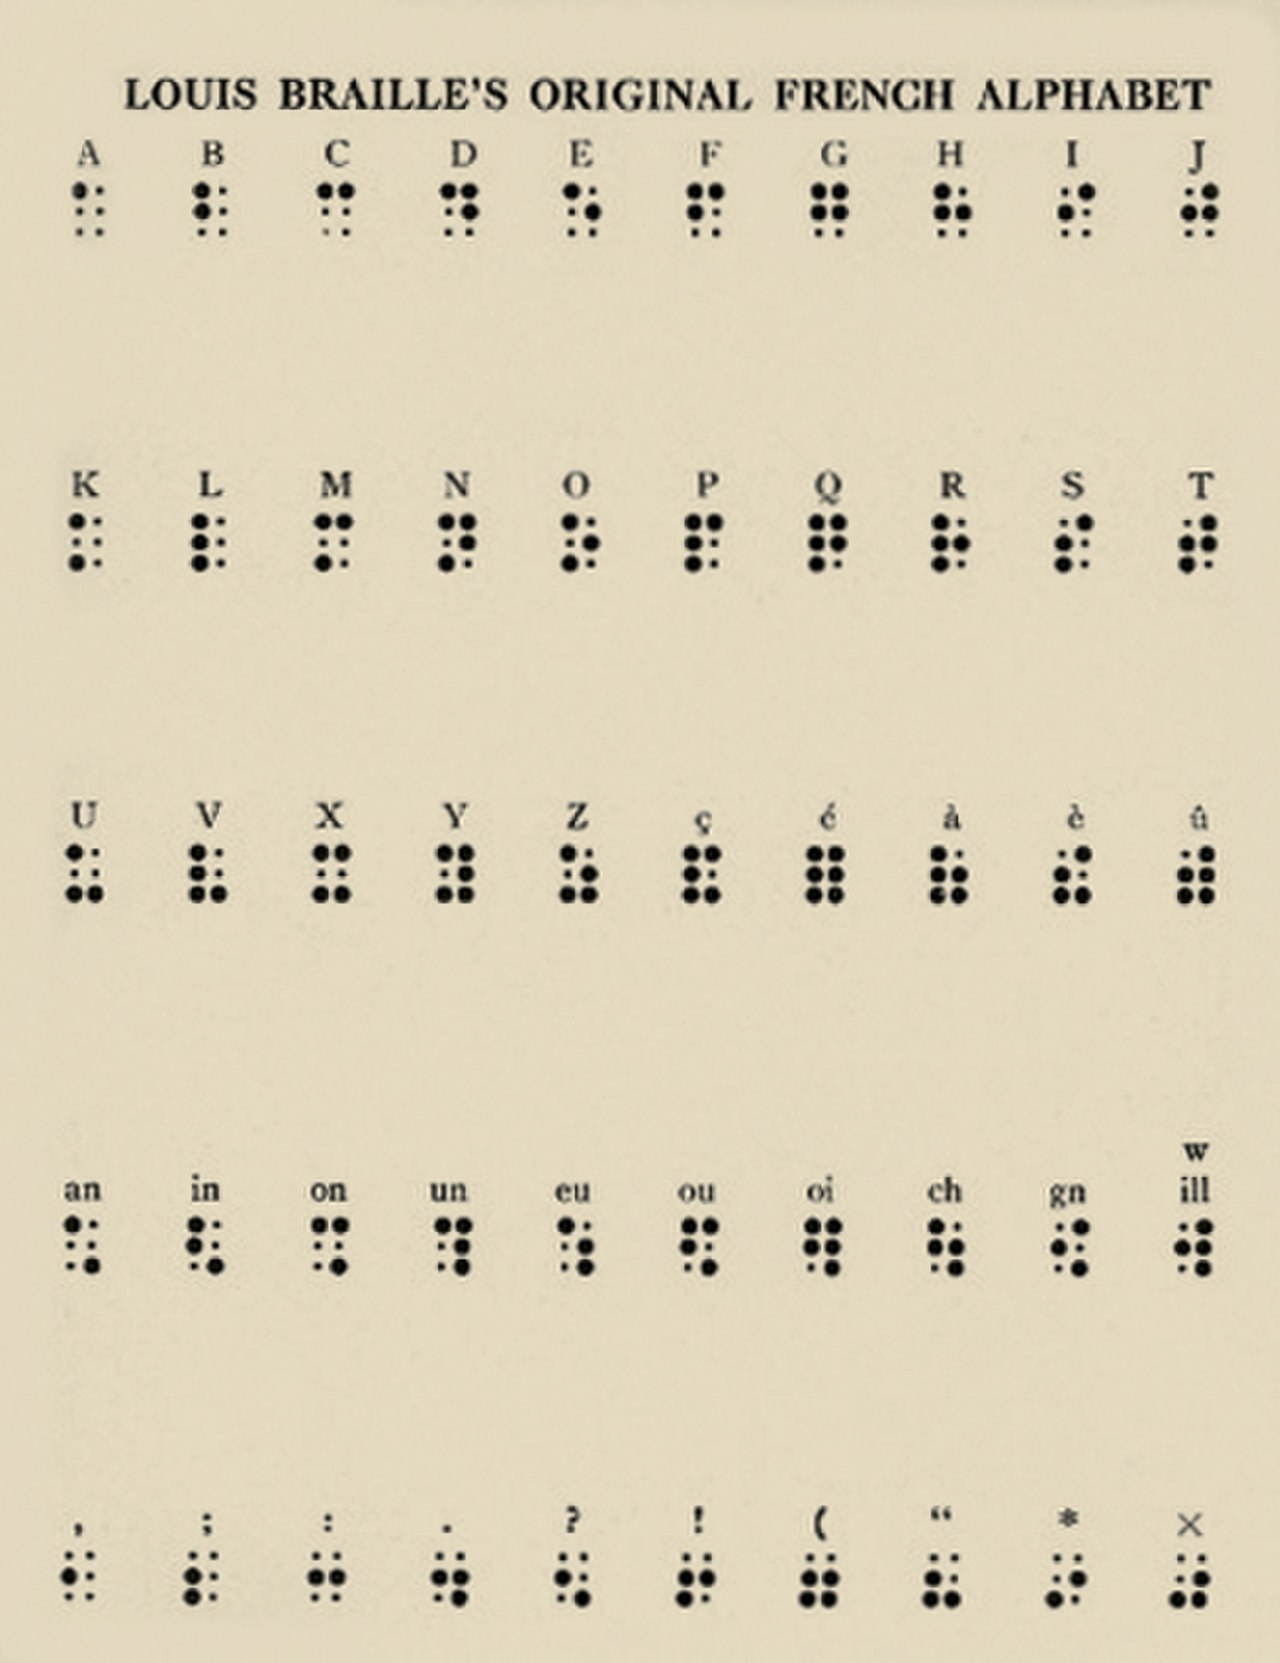 LOUIS BRAILLE'S ORIGINAL FRENCH ALPHABET
A B C D E F G H I J
⠁ ⠃ ⠉ ⠙ ⠑ ⠋ ⠛ ⠓ ⠊ ⠚
K L M N O P Q R S T
⠅ ⠇ ⠍ ⠝ ⠕ ⠏ ⠟ ⠗ ⠎ ⠞
U V X Y Z ç é à è û
⠥ ⠧ ⠭ ⠽ ⠵ ⠯ ⠿ ⠷ ⠮ ⠾
w
an in on un eu ou oi ch gn ill
⠡ ⠣ ⠩ ⠹ ⠱ ⠫ ⠻ ⠳ ⠪ ⠺
, ; : . ? ! ( “ * ×
⠂ ⠆ ⠒ ⠲ ⠢ ⠖ ⠶ ⠦ ⠔ ⠴